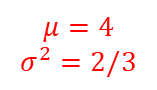 μ = 4
σ² = 2/3